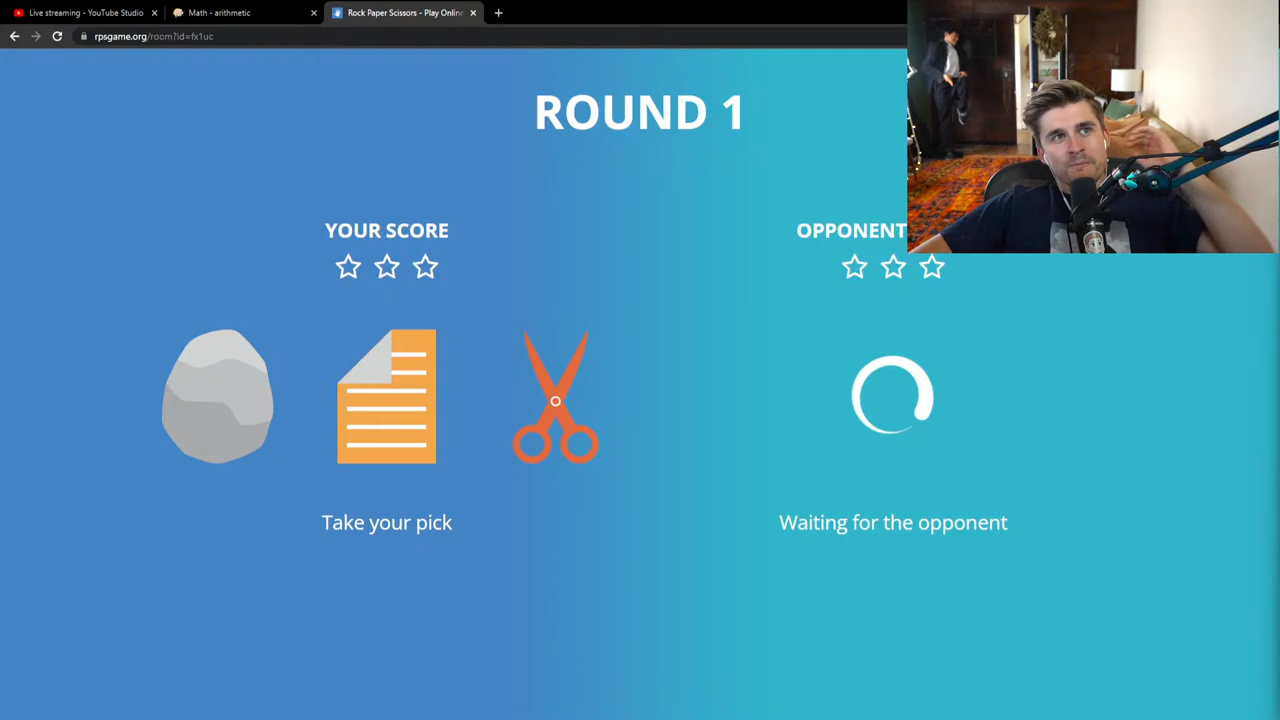 Live streaming - YouTube Studio
Math - arithmetic
Rock Paper Scissors - Play Online
rpsgame.org/room?id=fx1uc
ROUND 1
YOUR SCORE
OPPONENT
Take your pick
Waiting for the opponent